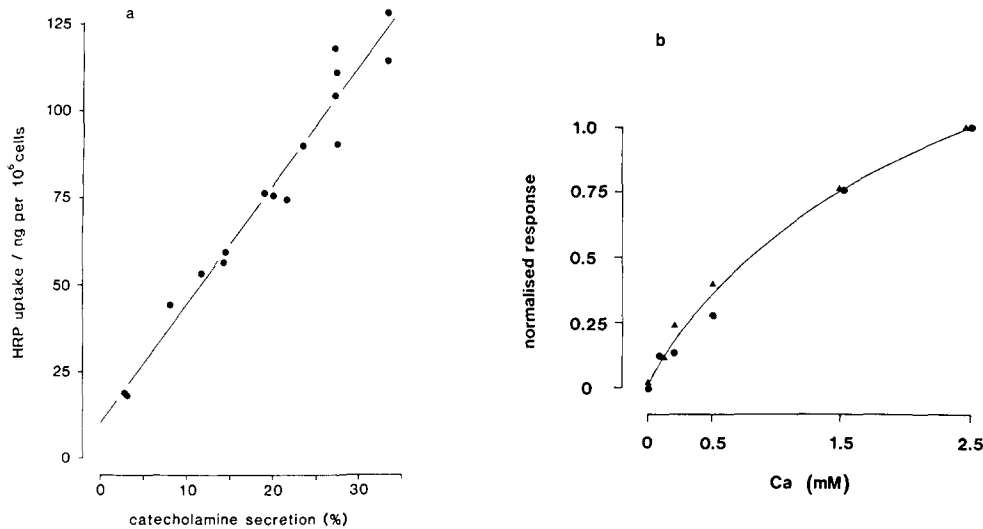 a
125
100
75
50
25
0
HRP uptake / ng per 10⁶ cells
0 10 20 30
catecholamine secretion (%)
b
1.0
0.75
0.5
0.25
0
normalised response
0 0.5 1.5 2.5
Ca (mM)